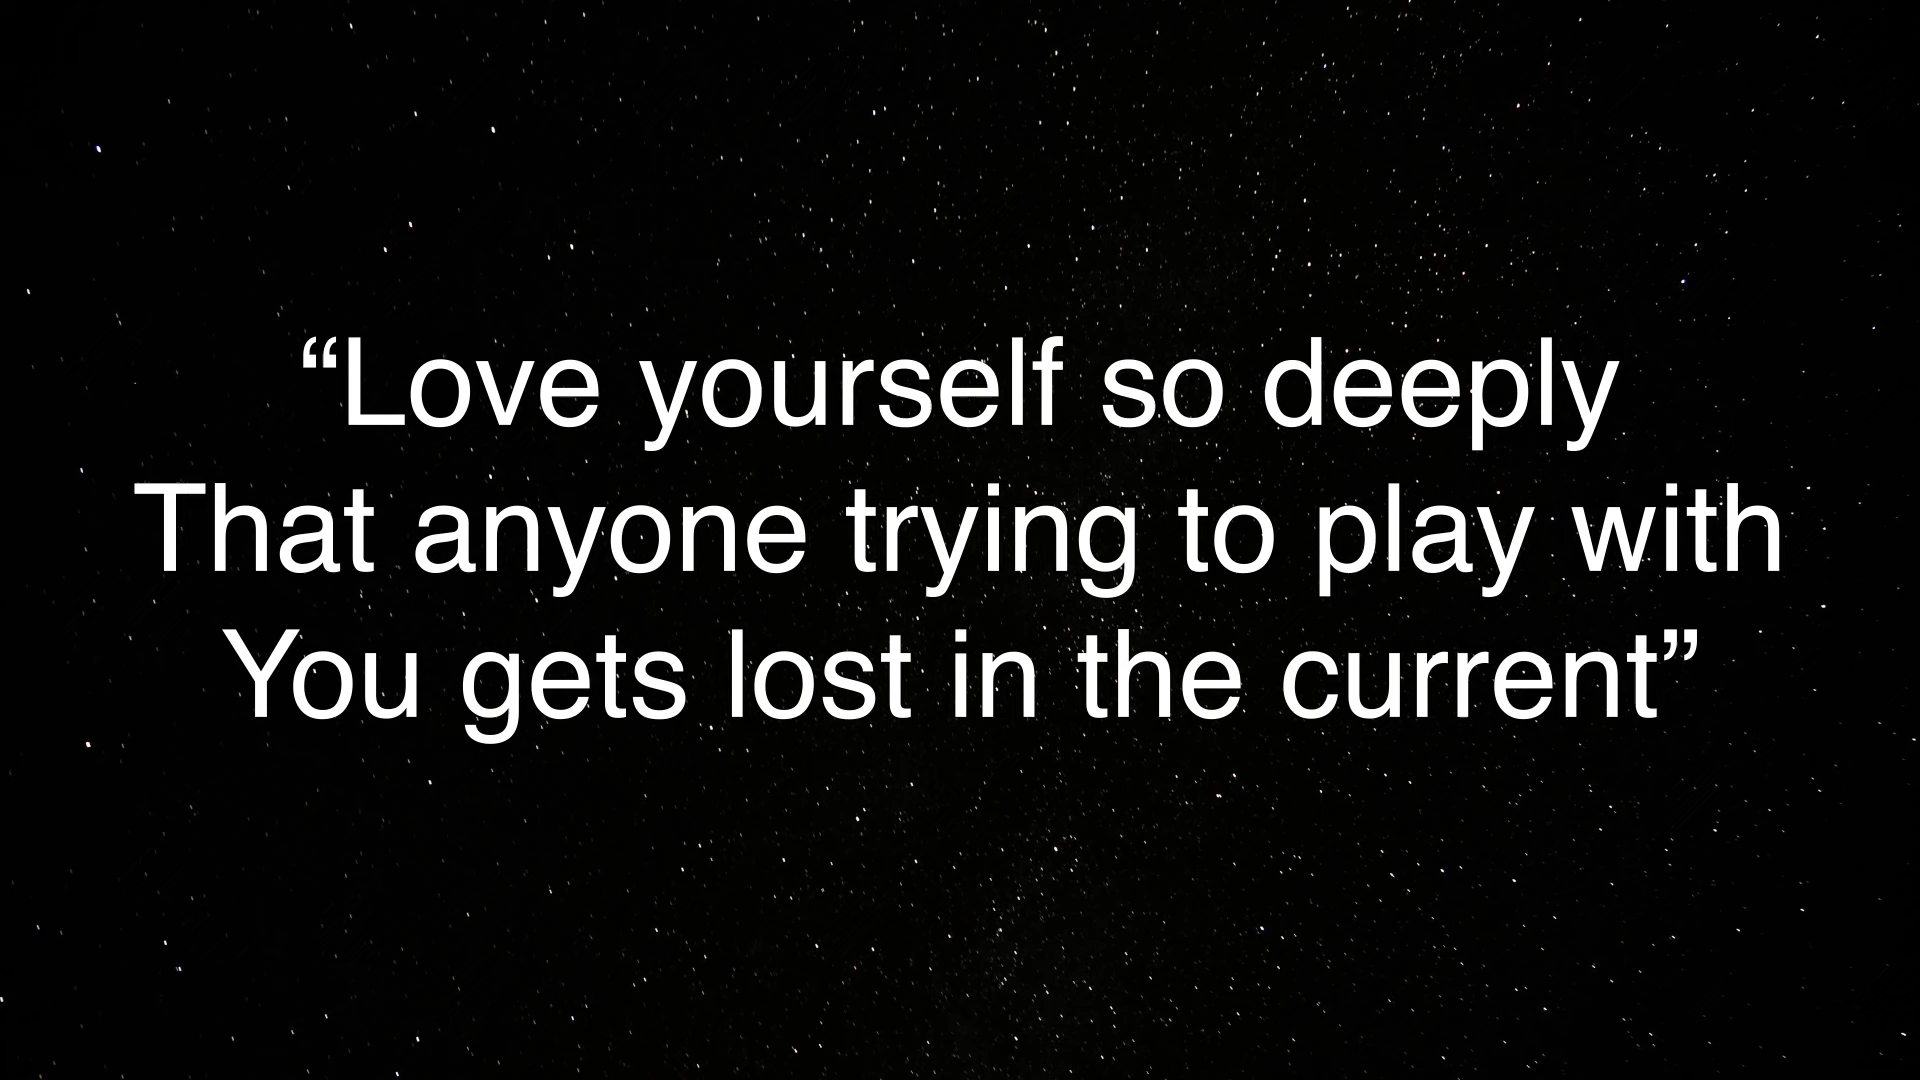 “Love yourself so deeply
That anyone trying to play with
You gets lost in the current”